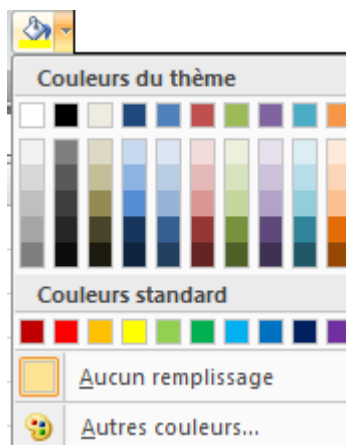 Couleurs du thème
Couleurs standard
Aucun remplissage
Autres couleurs...